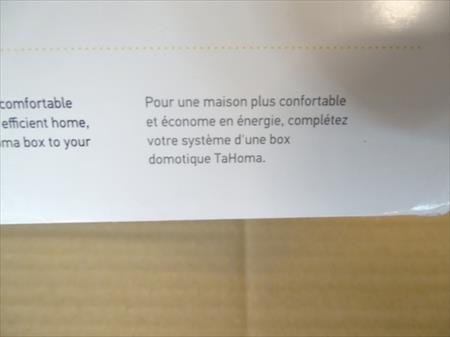 comfortable
efficient home,
ma box to your
Pour une maison plus confortable
et économe en énergie, complétez
votre système d'une box
domotique TaHoma.